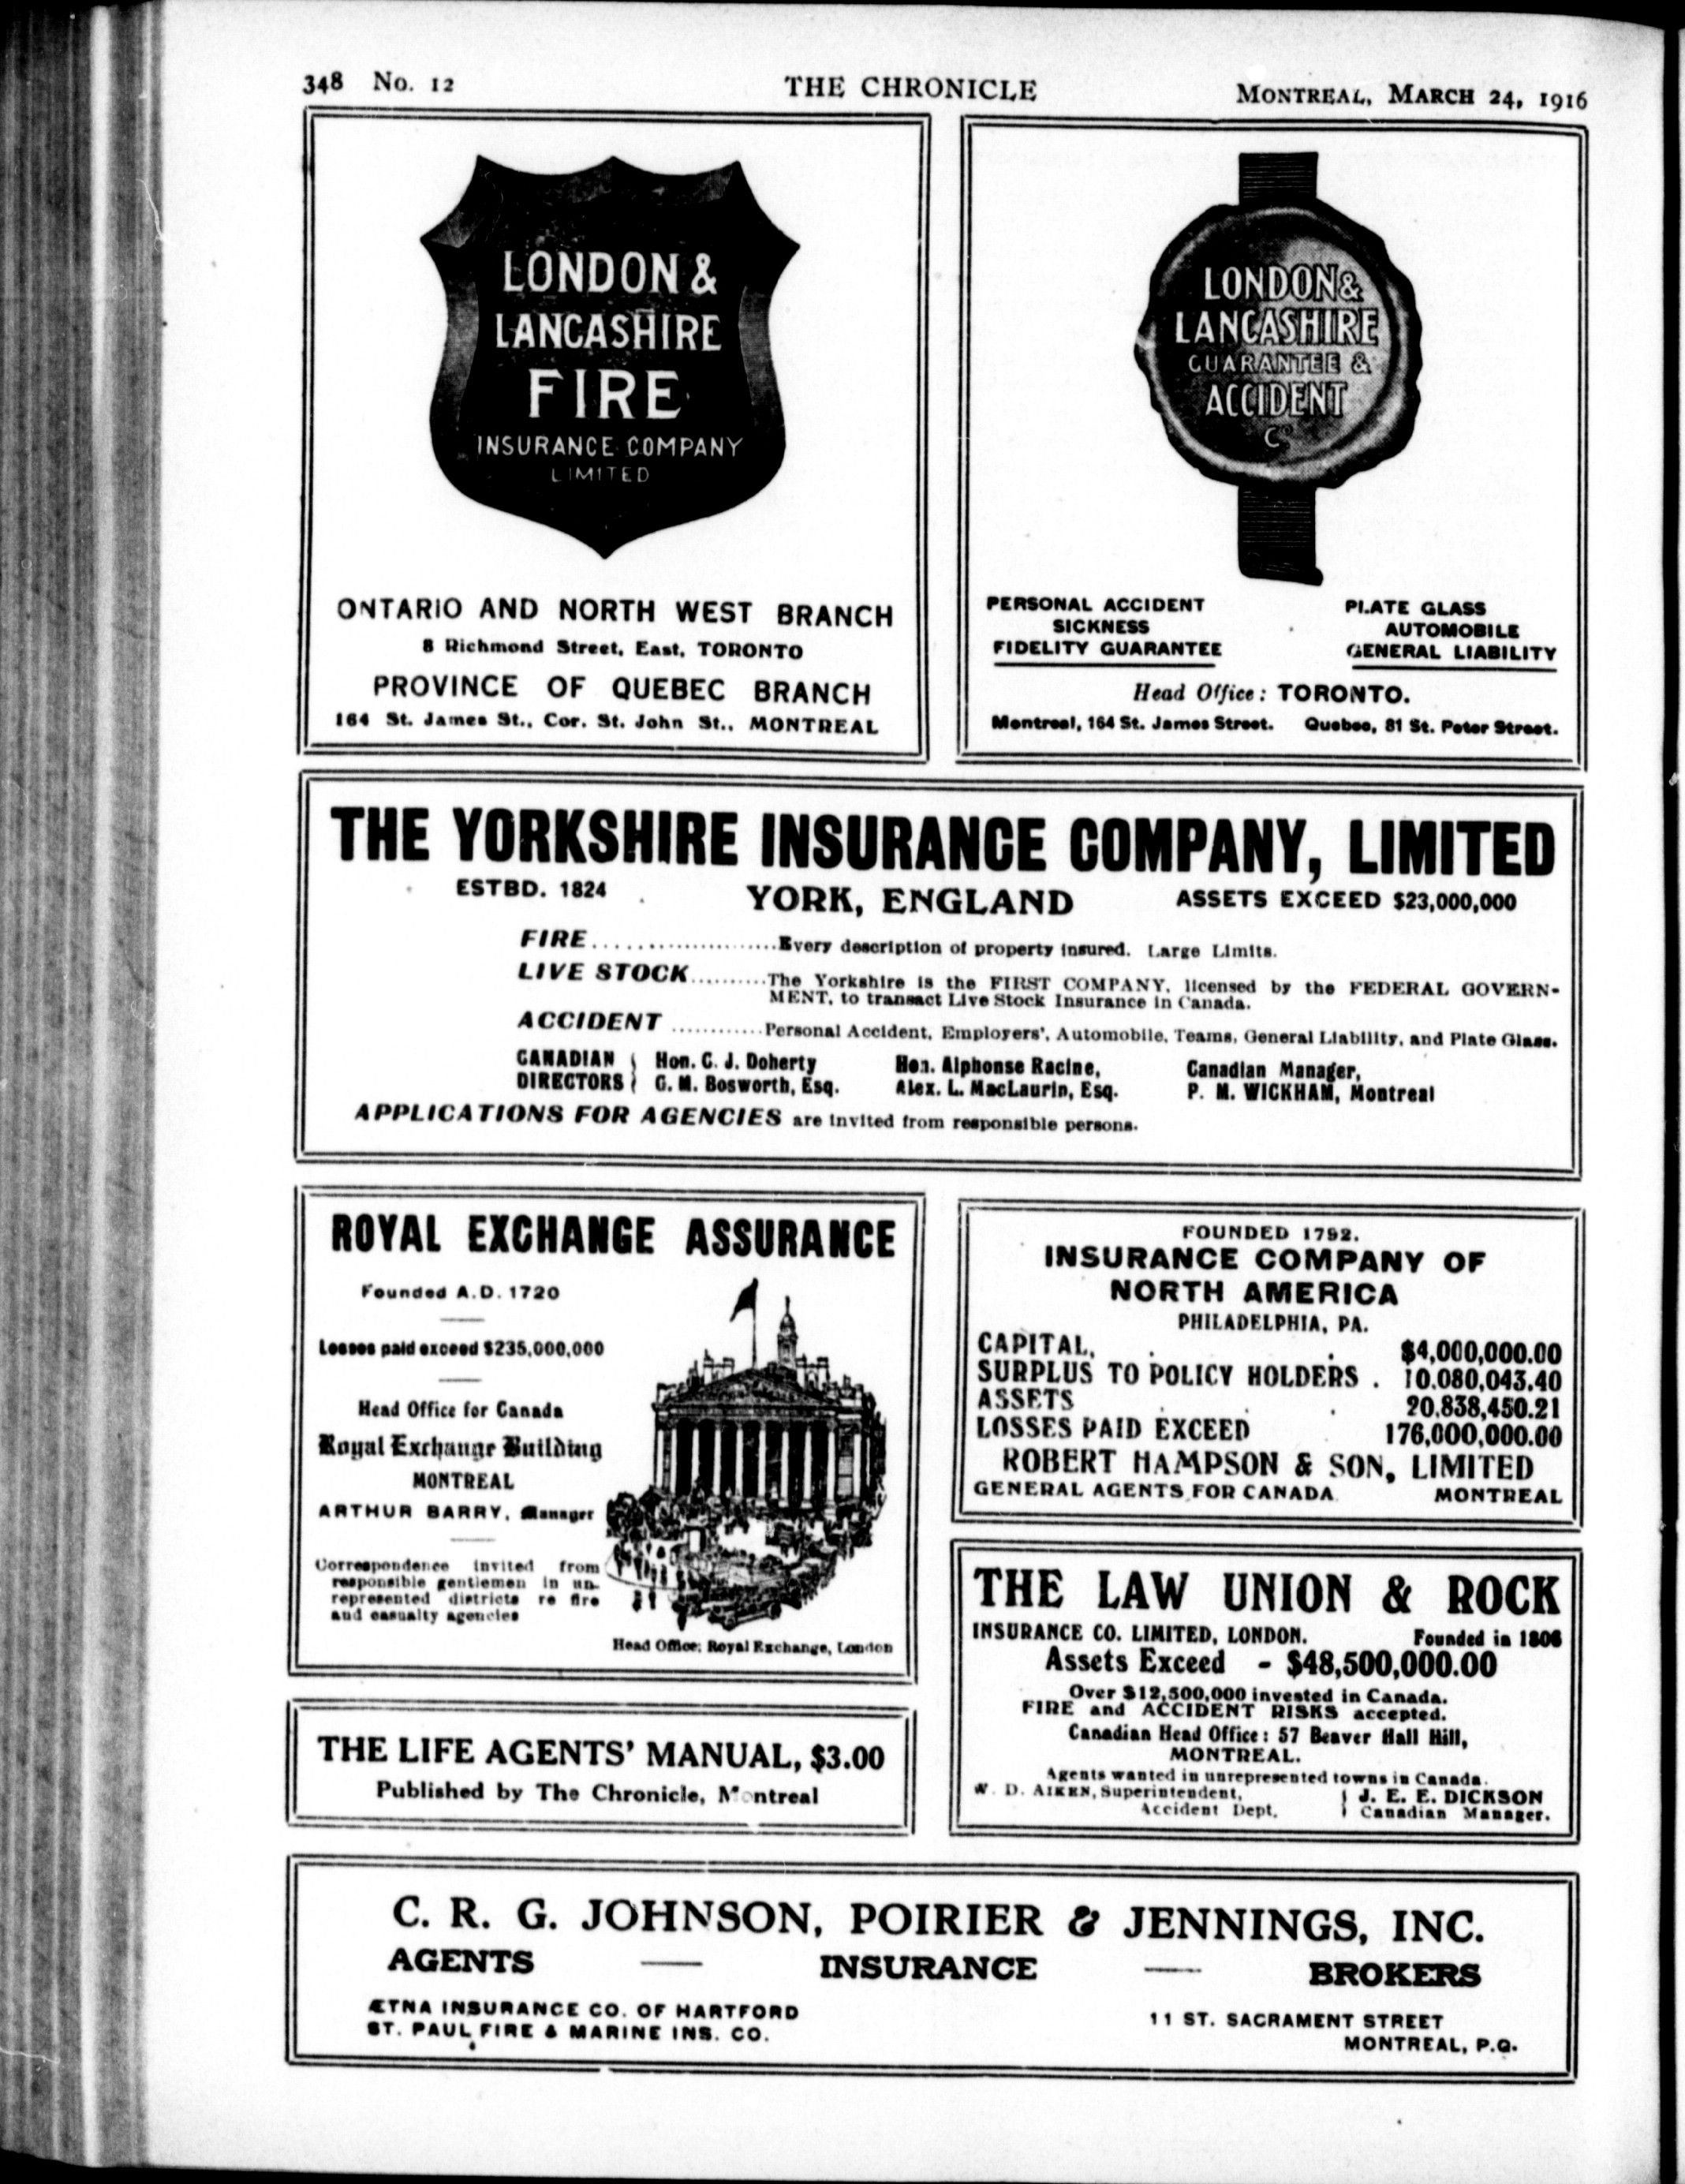 348 No. 12
THE CHRONICLE
MONTREAL, MARCH 24, 1916
LONDON &
LANCASHIRE
FIRE
INSURANCE COMPANY
LIMITED
ONTARIO AND NORTH WEST BRANCH
8 Richmond Street, East, TORONTO
PROVINCE OF QUEBEC BRANCH
164 St. James St., Cor. St. John St., MONTREAL
LONDON &
LANCASHIRE
GUARANTEE &
ACCIDENT
Co
PERSONAL ACCIDENT
SICKNESS
FIDELITY GUARANTEE
PLATE GLASS
AUTOMOBILE
GENERAL LIABILITY
Head Office: TORONTO.
Montreal, 164 St. James Street. Quebec, 81 St. Peter Street.
THE YORKSHIRE INSURANCE COMPANY, LIMITED
ESTBD. 1824 YORK, ENGLAND ASSETS EXCEED $23,000,000
FIRE......................Every description of property insured. Large Limits.
LIVE STOCK..........The Yorkshire is the FIRST COMPANY, licensed by the FEDERAL GOVERN-
MENT, to transact Live Stock Insurance in Canada.
ACCIDENT ............Personal Accident, Employers', Automobile, Teams, General Liability, and Plate Glass.
CANADIAN { Hon. C. J. Doherty Hon. Alphonse Racine, Canadian Manager,
DIRECTORS { G. M. Bosworth, Esq. Alex. L. MacLaurin, Esq. P. M. WICKHAM, Montreal
APPLICATIONS FOR AGENCIES are invited from responsible persons.
ROYAL EXCHANGE ASSURANCE
Founded A.D. 1720
Losses paid exceed $235,000,000
Head Office for Canada
Royal Exchange Building
MONTREAL
ARTHUR BARRY, Manager
Correspondence invited from
responsible gentlemen in un-
represented districts re fire
and casualty agencies
Head Office: Royal Exchange, London
FOUNDED 1792.
INSURANCE COMPANY OF
NORTH AMERICA
PHILADELPHIA, PA.
CAPITAL, . . $4,000,000.00
SURPLUS TO POLICY HOLDERS . 10,080,043.40
ASSETS . . . 20,838,450.21
LOSSES PAID EXCEED . 176,000,000.00
ROBERT HAMPSON & SON, LIMITED
GENERAL AGENTS FOR CANADA MONTREAL
THE LAW UNION & ROCK
INSURANCE CO. LIMITED, LONDON. Founded in 1806
Assets Exceed - $48,500,000.00
Over $12,500,000 invested in Canada.
FIRE and ACCIDENT RISKS accepted.
Canadian Head Office: 57 Beaver Hall Hill,
MONTREAL.
Agents wanted in unrepresented towns in Canada.
W. D. AIKEN, Superintendent, } J. E. E. DICKSON
Accident Dept. } Canadian Manager.
THE LIFE AGENTS' MANUAL, $3.00
Published by The Chronicle, Montreal
C. R. G. JOHNSON, POIRIER & JENNINGS, INC.
AGENTS — INSURANCE — BROKERS
ÆTNA INSURANCE CO. OF HARTFORD
ST. PAUL FIRE & MARINE INS. CO.
11 ST. SACRAMENT STREET
MONTREAL, P.Q.